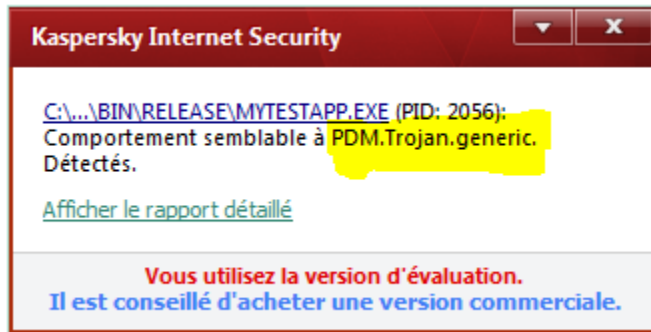 Kaspersky Internet Security
C:\...\BIN\RELEASE\MYTESTAPP.EXE (PID: 2056):
Comportement semblable à PDM.Trojan.generic.
Détectés.
Afficher le rapport détaillé
Vous utilisez la version d'évaluation.
Il est conseillé d'acheter une version commerciale.